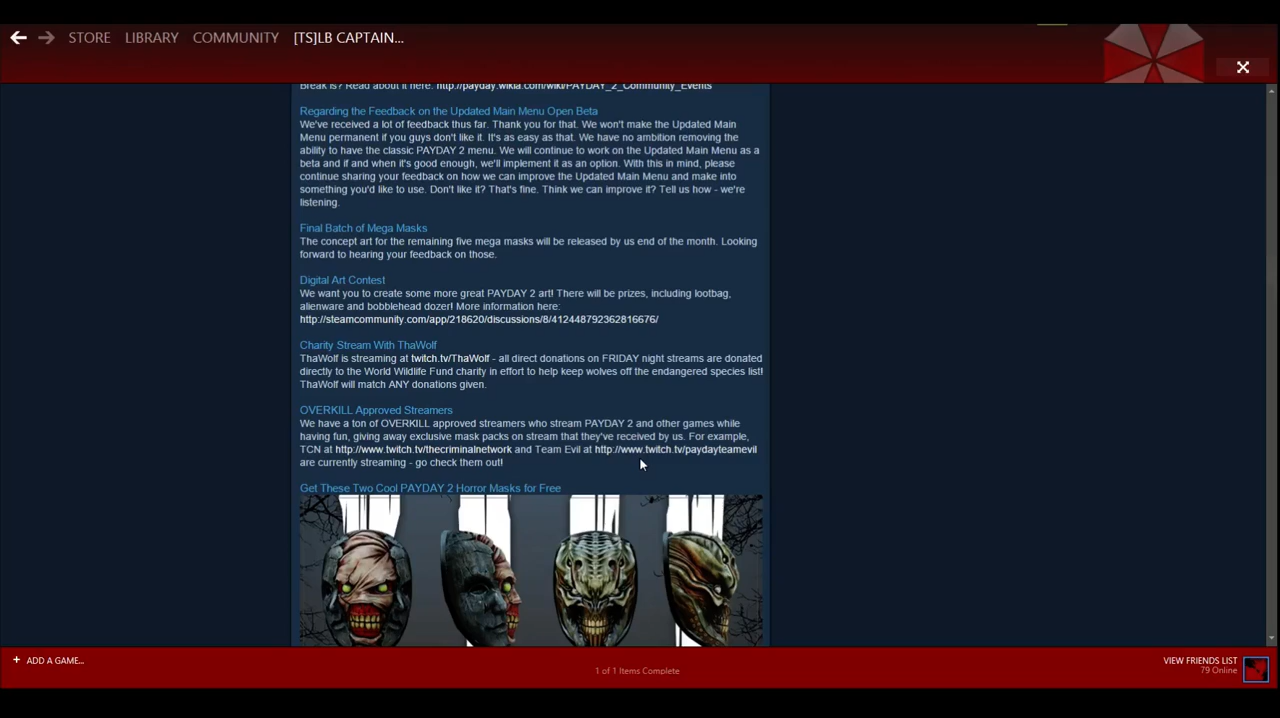 STORE LIBRARY COMMUNITY [TS]LB CAPTAIN...
Break is? Read about it here: http://payday.wikia.com/wiki/PAYDAY_2_Community_Events
Regarding the Feedback on the Updated Main Menu Open Beta
We've received a lot of feedback thus far. Thank you for that. We won't make the Updated Main
Menu permanent if you guys don't like it. It's as easy as that. We have no ambition removing the
ability to have the classic PAYDAY 2 menu. We will continue to work on the Updated Main Menu as a
beta and if and when it's good enough, we'll implement it as an option. With this in mind, please
continue sharing your feedback on how we can improve the Updated Main Menu and make into
something you'd like to use. Don't like it? That's fine. Think we can improve it? Tell us how - we're
listening.
Final Batch of Mega Masks
The concept art for the remaining five mega masks will be released by us end of the month. Looking
forward to hearing your feedback on those.
Digital Art Contest
We want you to create some more great PAYDAY 2 art! There will be prizes, including lootbag,
alienware and bobblehead dozer! More information here:
http://steamcommunity.com/app/218620/discussions/8/412448792362816676/
Charity Stream With ThaWolf
ThaWolf is streaming at twitch.tv/ThaWolf - all direct donations on FRIDAY night streams are donated
directly to the World Wildlife Fund charity in effort to help keep wolves off the endangered species list!
ThaWolf will match ANY donations given.
OVERKILL Approved Streamers
We have a ton of OVERKILL approved streamers who stream PAYDAY 2 and other games while
having fun, giving away exclusive mask packs on stream that they've received by us. For example,
TCN at http://www.twitch.tv/thecriminalnetwork and Team Evil at http://www.twitch.tv/paydayteamevil
are currently streaming - go check them out!
Get These Two Cool PAYDAY 2 Horror Masks for Free
+ ADD A GAME...
1 of 1 Items Complete
VIEW FRIENDS LIST
79 Online